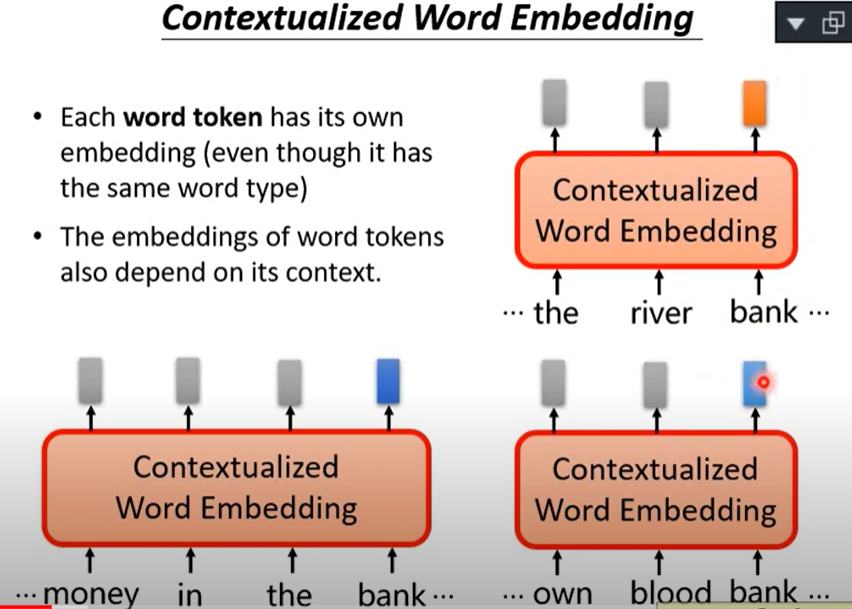 Contextualized Word Embedding
• Each word token has its own
embedding (even though it has
the same word type)
• The embeddings of word tokens
also depend on its context.
Contextualized
Word Embedding
··· the river bank ···
Contextualized
Word Embedding
··· money in the bank ···
Contextualized
Word Embedding
··· own blood bank ···